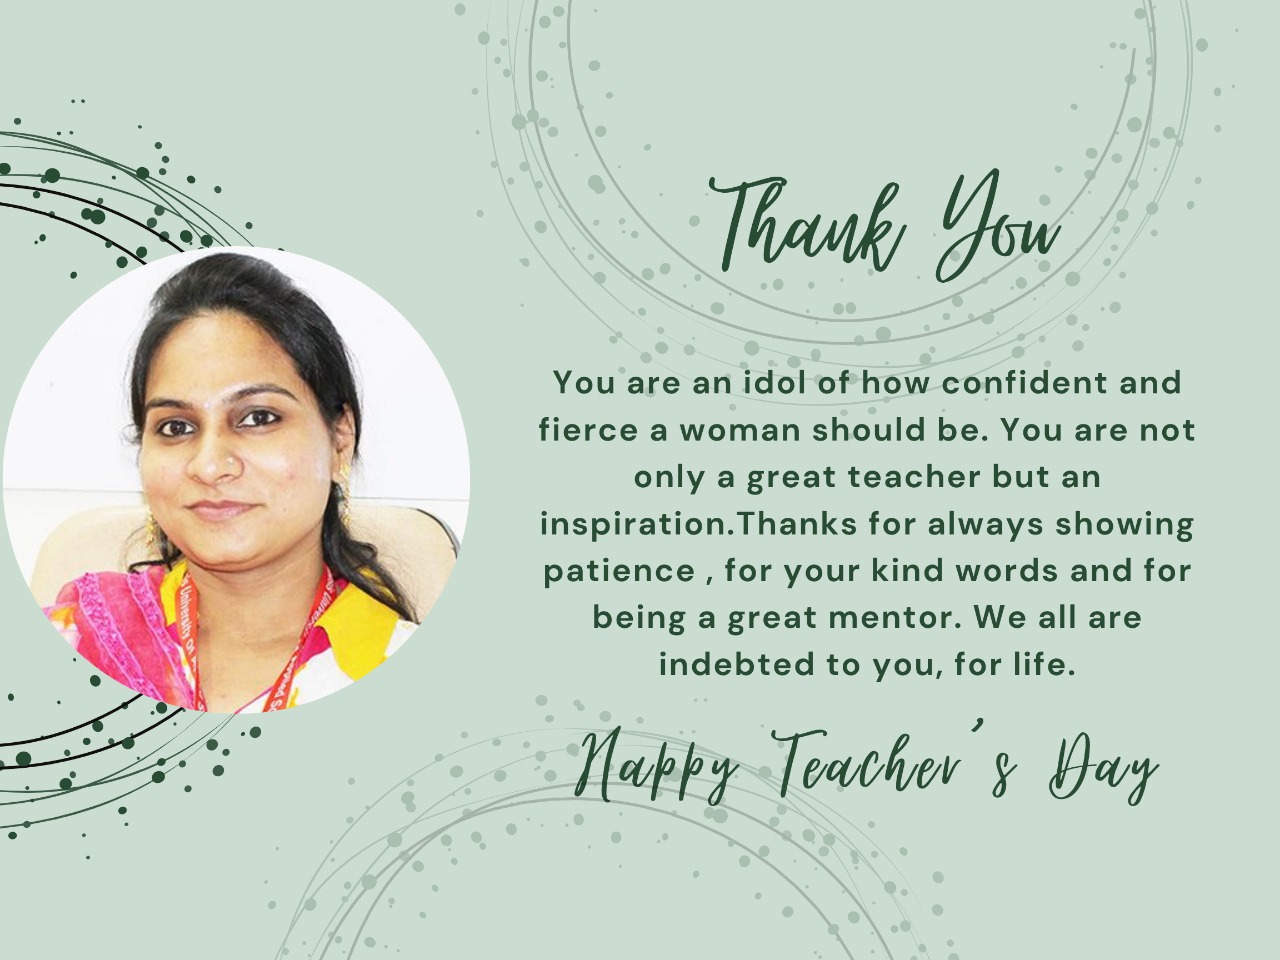 Thank You
You are an idol of how confident and
fierce a woman should be. You are not
only a great teacher but an
inspiration.Thanks for always showing
patience , for your kind words and for
being a great mentor. We all are
indebted to you, for life.
Happy Teacher's Day
University Of